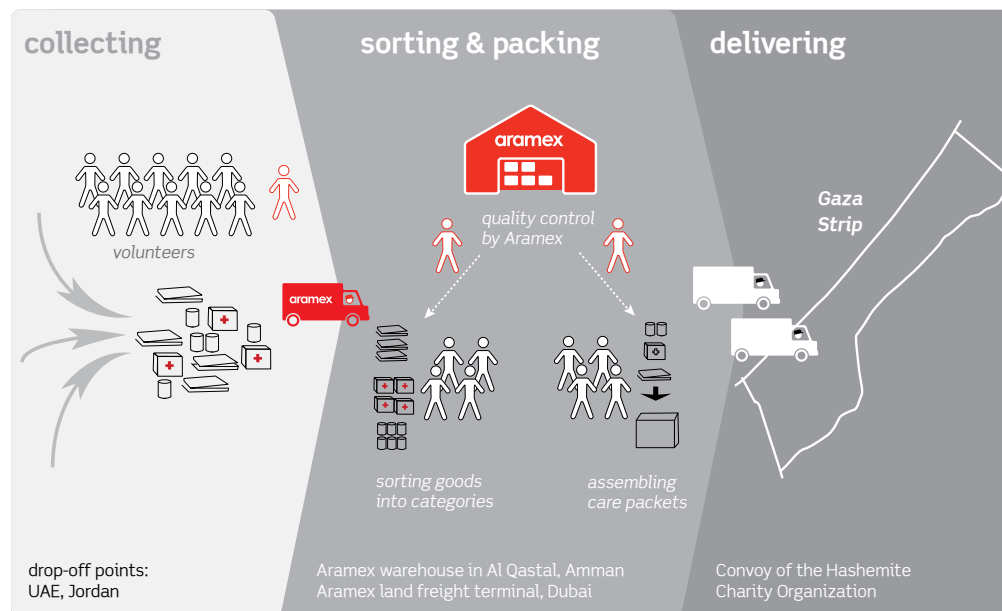 collecting
sorting & packing
delivering
aramex
Gaza
Strip
quality control
by Aramex
volunteers
aramex
sorting goods
into categories
assembling
care packets
drop-off points:
UAE, Jordan
Aramex warehouse in Al Qastal, Amman
Aramex land freight terminal, Dubai
Convoy of the Hashemite
Charity Organization